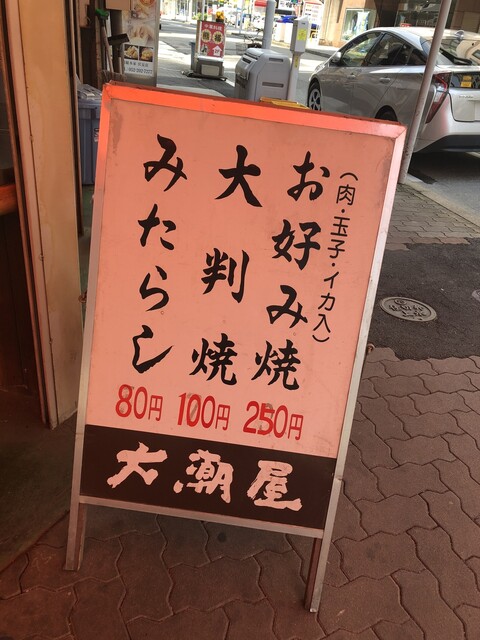 お好み焼
(肉・玉子・イカ入)
大判焼
みたらし
80円 100円 250円
大潮屋